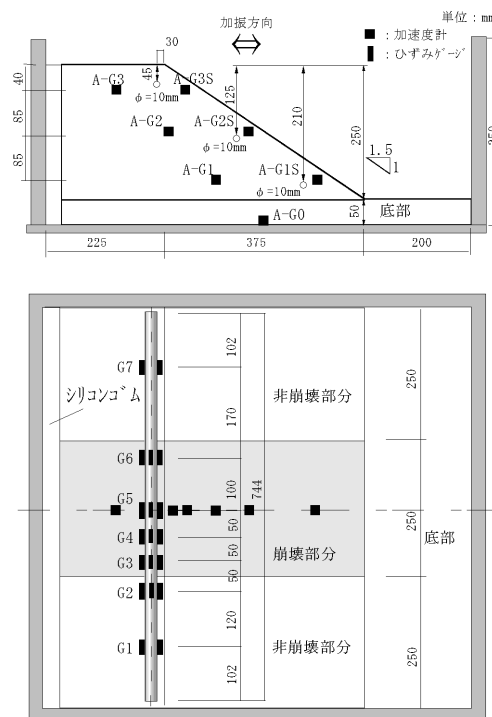 単位：mm
加振方向
■：加速度計
：ひずみゲージ
30
A-G3
A-G3S
45
φ=10mm
40
125
210
250
A-G2
A-G2S
φ=10mm
85
1.5
1
A-G1
A-G1S
φ=10mm
85
A-G0
50
底部
225
375
200
102
G7
シリコンゴム
170
非崩壊部分
250
G6
G5
100
744
G4
50
G3
50
崩壊部分
250
底部
G2
50
G1
120
非崩壊部分
250
102